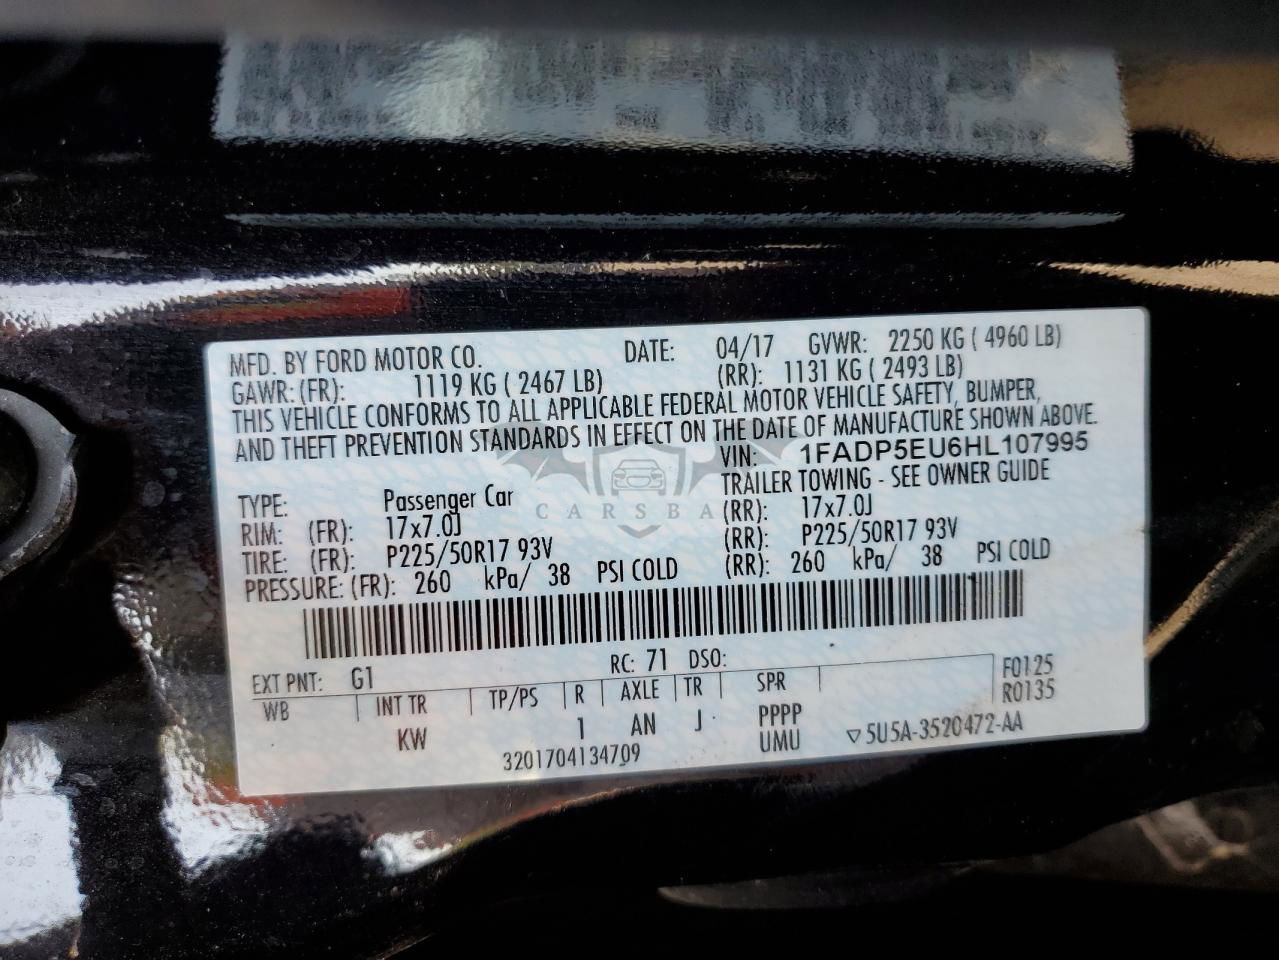 MFD. BY FORD MOTOR CO. DATE: 04/17 GVWR: 2250 KG ( 4960 LB)
GAWR: (FR): 1119 KG ( 2467 LB) (RR): 1131 KG ( 2493 LB)
THIS VEHICLE CONFORMS TO ALL APPLICABLE FEDERAL MOTOR VEHICLE SAFETY, BUMPER,
AND THEFT PREVENTION STANDARDS IN EFFECT ON THE DATE OF MANUFACTURE SHOWN ABOVE.
VIN: 1FADP5EU6HL107995
TYPE: Passenger Car TRAILER TOWING - SEE OWNER GUIDE
RIM: (FR): 17x7.0J (RR): 17x7.0J
TIRE: (FR): P225/50R17 93V (RR): P225/50R17 93V
PRESSURE: (FR): 260 kPa/ 38 PSI COLD (RR): 260 kPa/ 38 PSI COLD
CARSBA
EXT PNT: G1 RC: 71 DSO: F0125
WB INT TR TP/PS R AXLE TR SPR R0135
KW 1 AN J PPPP
3201704134709 UMU ▽5U5A-3520472-AA